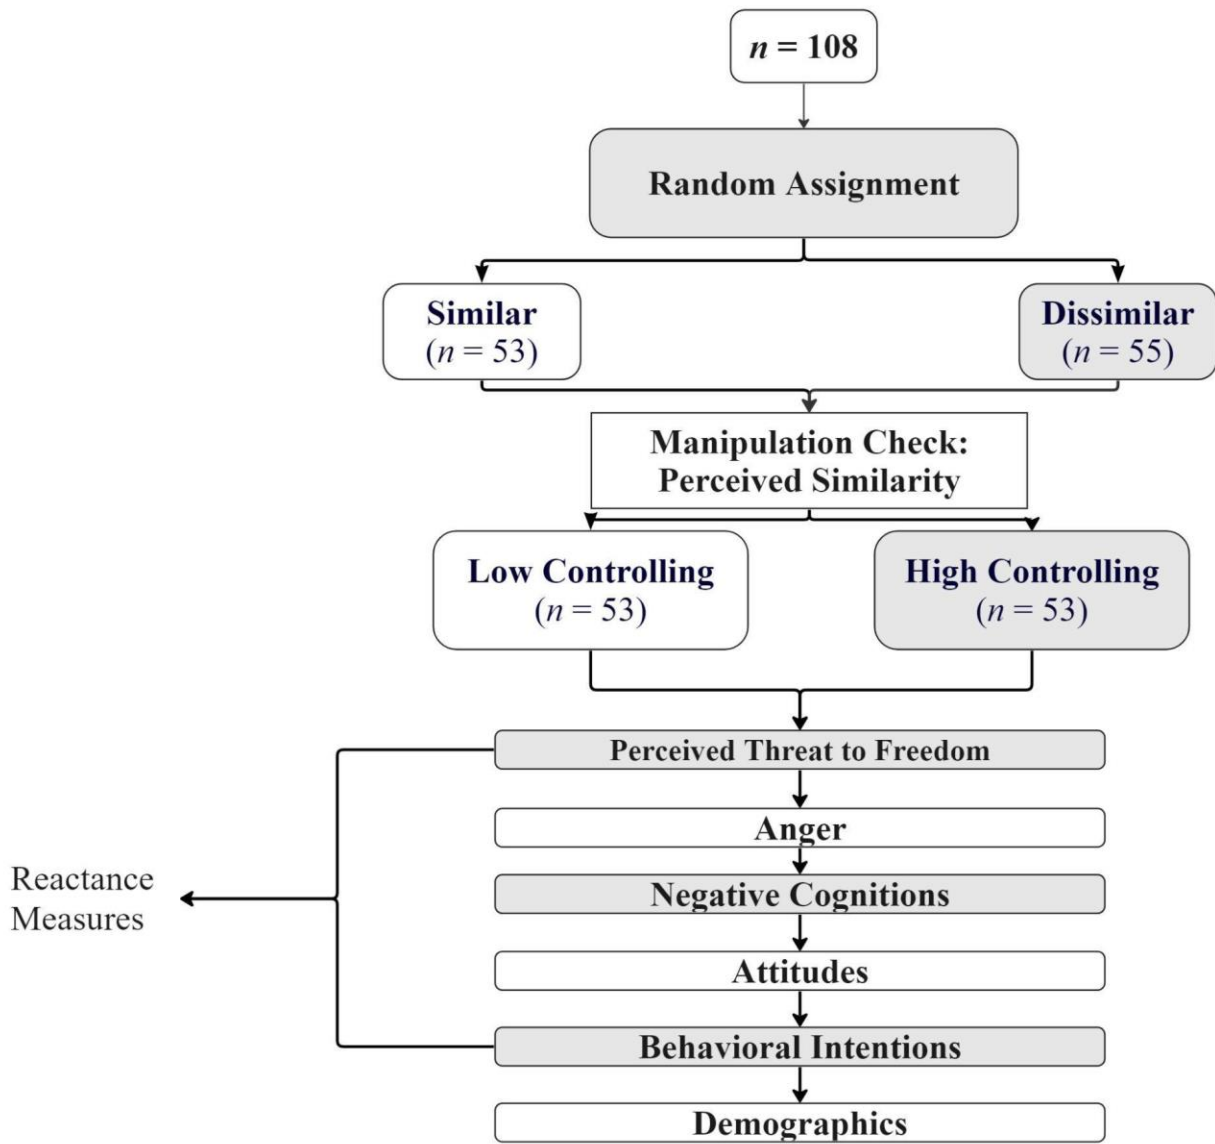 n = 108
Random Assignment
Similar
(n = 53)
Dissimilar
(n = 55)
Manipulation Check:
Perceived Similarity
Low Controlling
(n = 53)
High Controlling
(n = 53)
Perceived Threat to Freedom
Anger
Negative Cognitions
Reactance
Measures
Attitudes
Behavioral Intentions
Demographics